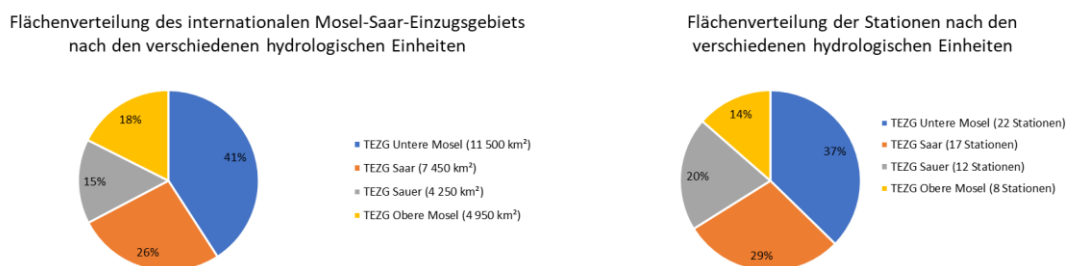 Flächenverteilung des internationalen Mosel-Saar-Einzugsgebiets
nach den verschiedenen hydrologischen Einheiten
18%
41%
15%
26%
TEZG Untere Mosel (11 500 km²)
TEZG Saar (7 450 km²)
TEZG Sauer (4 250 km²)
TEZG Obere Mosel (4 950 km²)
Flächenverteilung der Stationen nach den
verschiedenen hydrologischen Einheiten
14%
37%
20%
29%
TEZG Untere Mosel (22 Stationen)
TEZG Saar (17 Stationen)
TEZG Sauer (12 Stationen)
TEZG Obere Mosel (8 Stationen)